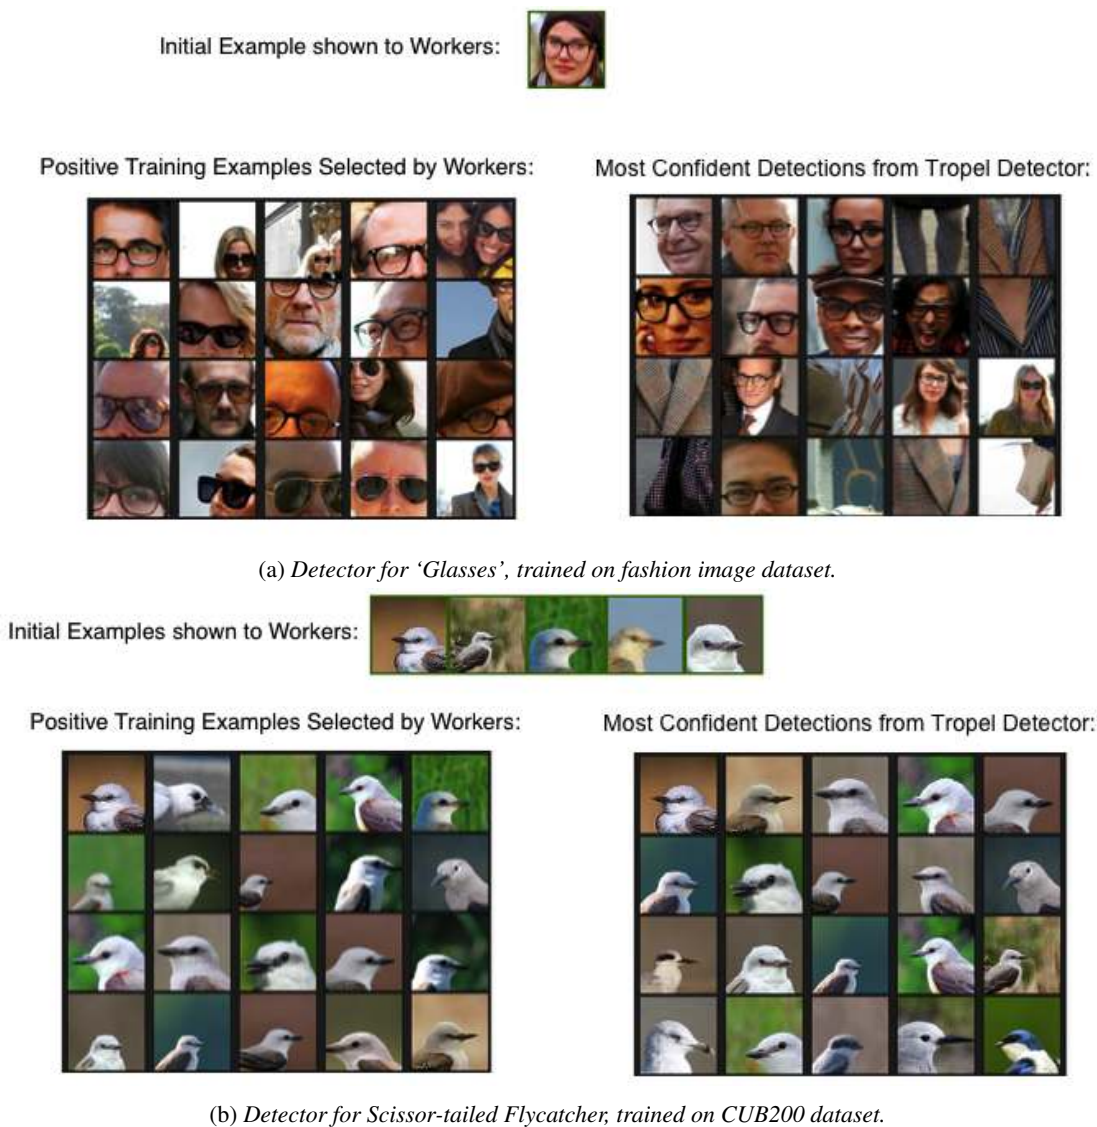 Initial Example shown to Workers:
Positive Training Examples Selected by Workers:
Most Confident Detections from Tropel Detector:
(a) Detector for ‘Glasses’, trained on fashion image dataset.
Initial Examples shown to Workers:
Positive Training Examples Selected by Workers:
Most Confident Detections from Tropel Detector:
(b) Detector for Scissor-tailed Flycatcher, trained on CUB200 dataset.